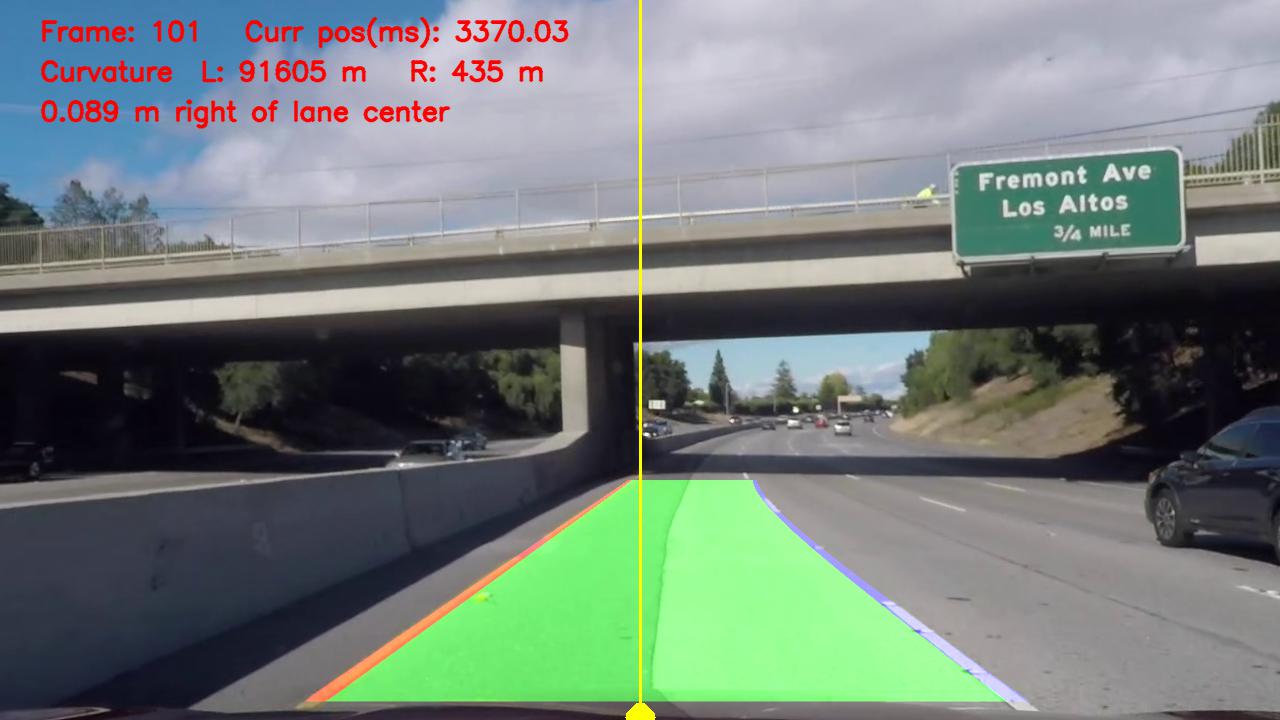 Frame: 101 Curr pos(ms): 3370.03
Curvature L: 91605 m R: 435 m
0.089 m right of lane center
Fremont Ave
Los Altos
3/4 MILE